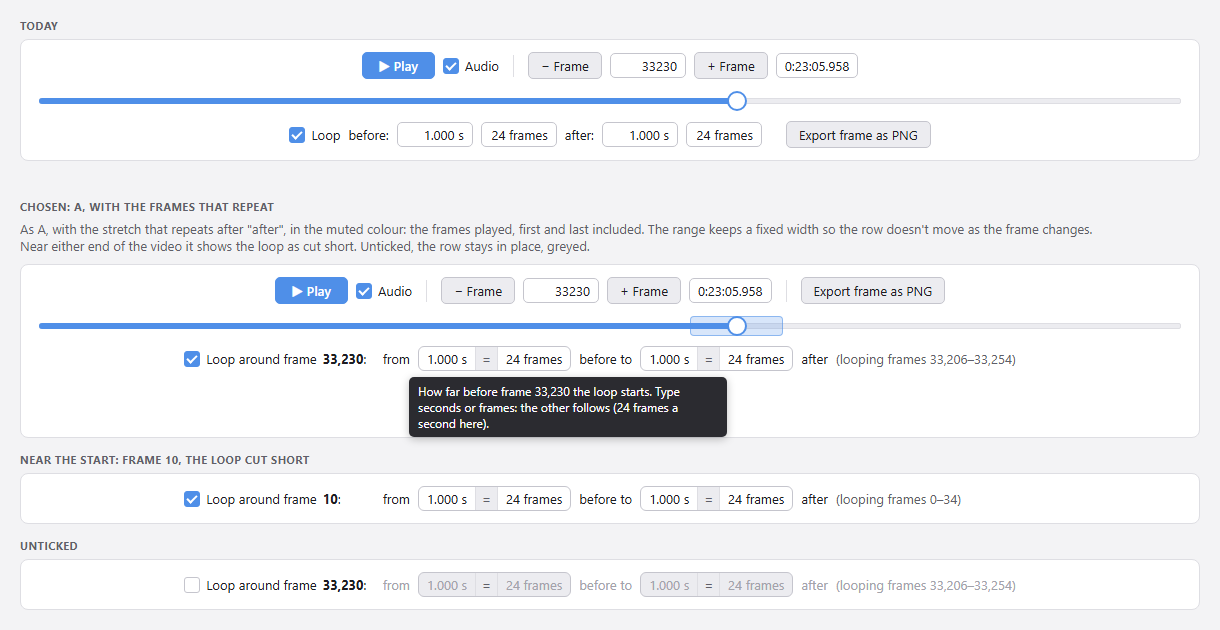 TODAY
▶ Play Audio − Frame 33230 + Frame 0:23:05.958
Loop before: 1.000 s 24 frames after: 1.000 s 24 frames Export frame as PNG
CHOSEN: A, WITH THE FRAMES THAT REPEAT
As A, with the stretch that repeats after "after", in the muted colour: the frames played, first and last included. The range keeps a fixed width so the row doesn't move as the frame changes.
Near either end of the video it shows the loop as cut short. Unticked, the row stays in place, greyed.
▶ Play Audio − Frame 33230 + Frame 0:23:05.958 Export frame as PNG
Loop around frame 33,230: from 1.000 s = 24 frames before to 1.000 s = 24 frames after (looping frames 33,206–33,254)
How far before frame 33,230 the loop starts. Type
seconds or frames: the other follows (24 frames a
second here).
NEAR THE START: FRAME 10, THE LOOP CUT SHORT
Loop around frame 10: from 1.000 s = 24 frames before to 1.000 s = 24 frames after (looping frames 0–34)
UNTICKED
Loop around frame 33,230: from 1.000 s = 24 frames before to 1.000 s = 24 frames after (looping frames 33,206–33,254)